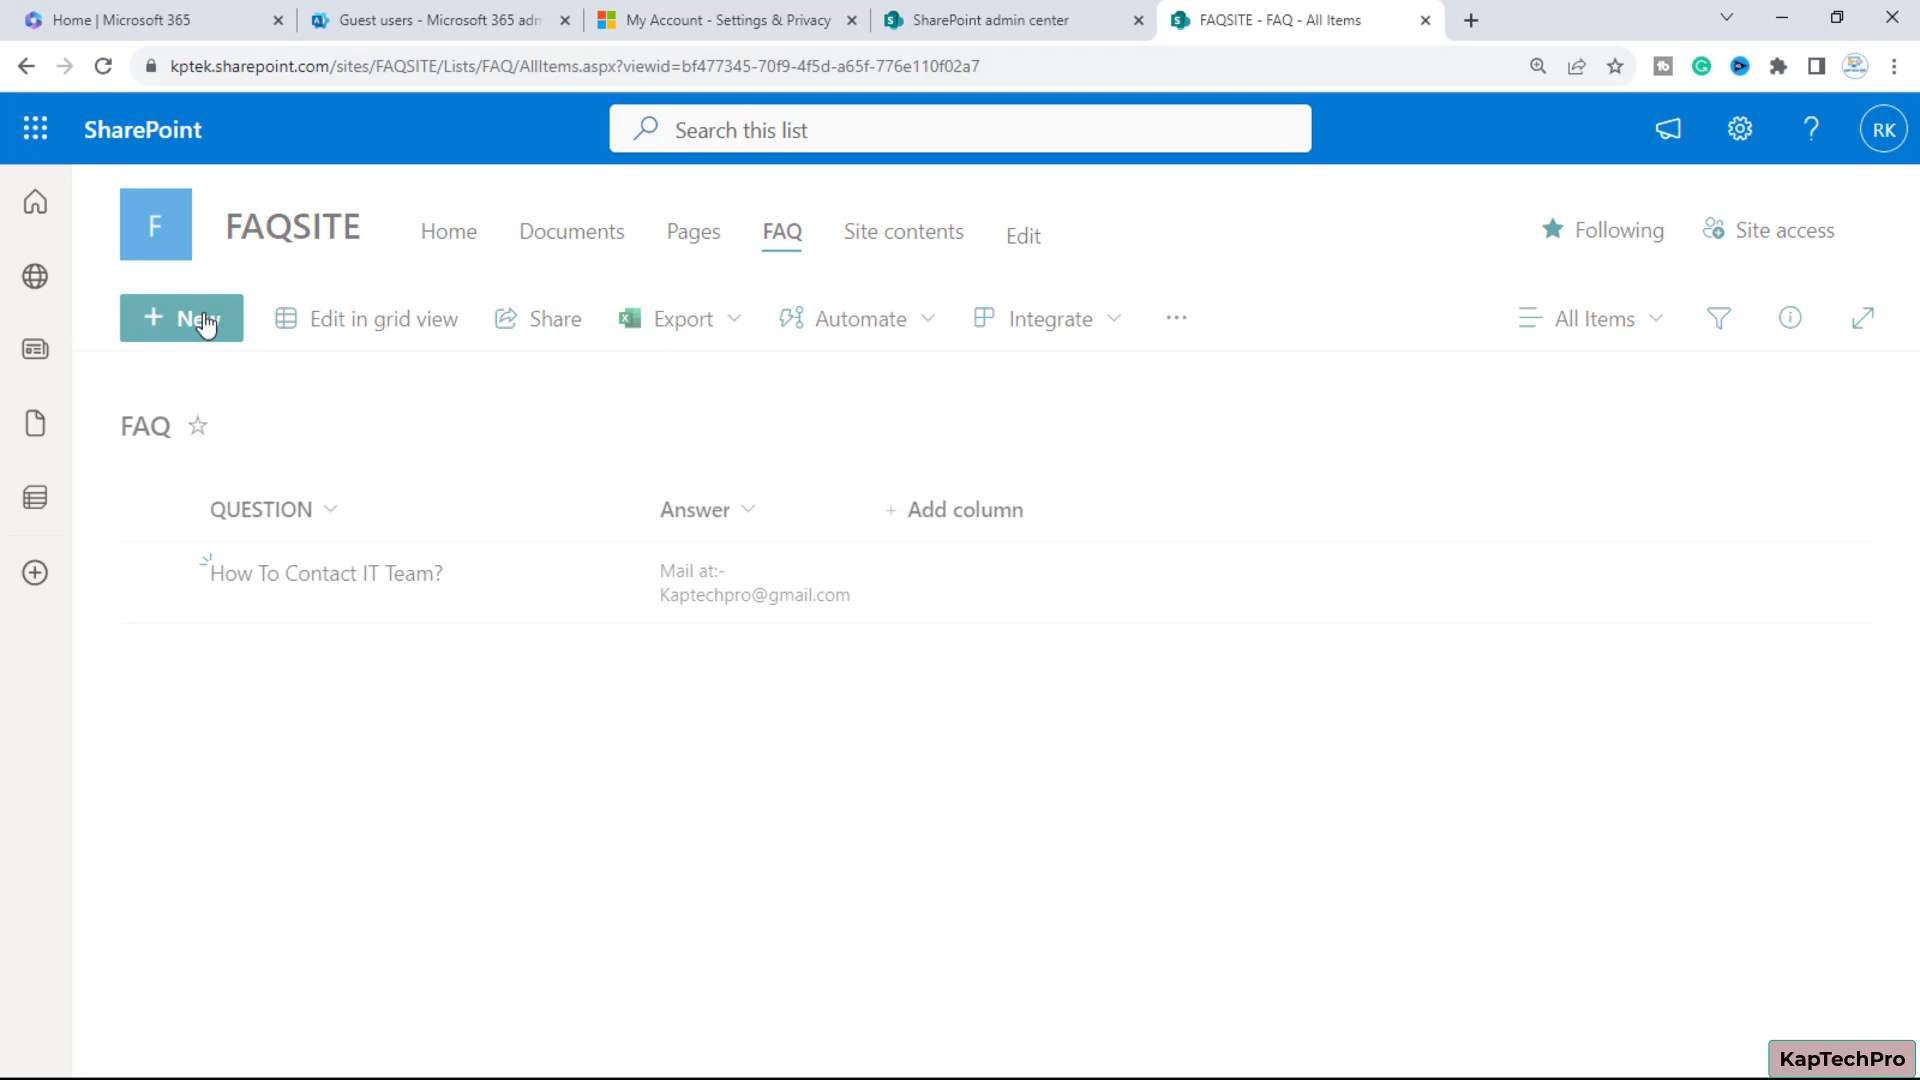 Home | Microsoft 365
Guest users - Microsoft 365 adm
My Account - Settings & Privacy
SharePoint admin center
FAQSITE - FAQ - All Items
kptek.sharepoint.com/sites/FAQSITE/Lists/FAQ/AllItems.aspx?viewid=bf477345-70f9-4f5d-a65f-776e110f02a7
SharePoint
Search this list
RK
F
FAQSITE
Home
Documents
Pages
FAQ
Site contents
Edit
Following
Site access
New
Edit in grid view
Share
Export
Automate
Integrate
All Items
FAQ
QUESTION
Answer
Add column
How To Contact IT Team?
Mail at:-
Kaptechpro@gmail.com
KapTechPro